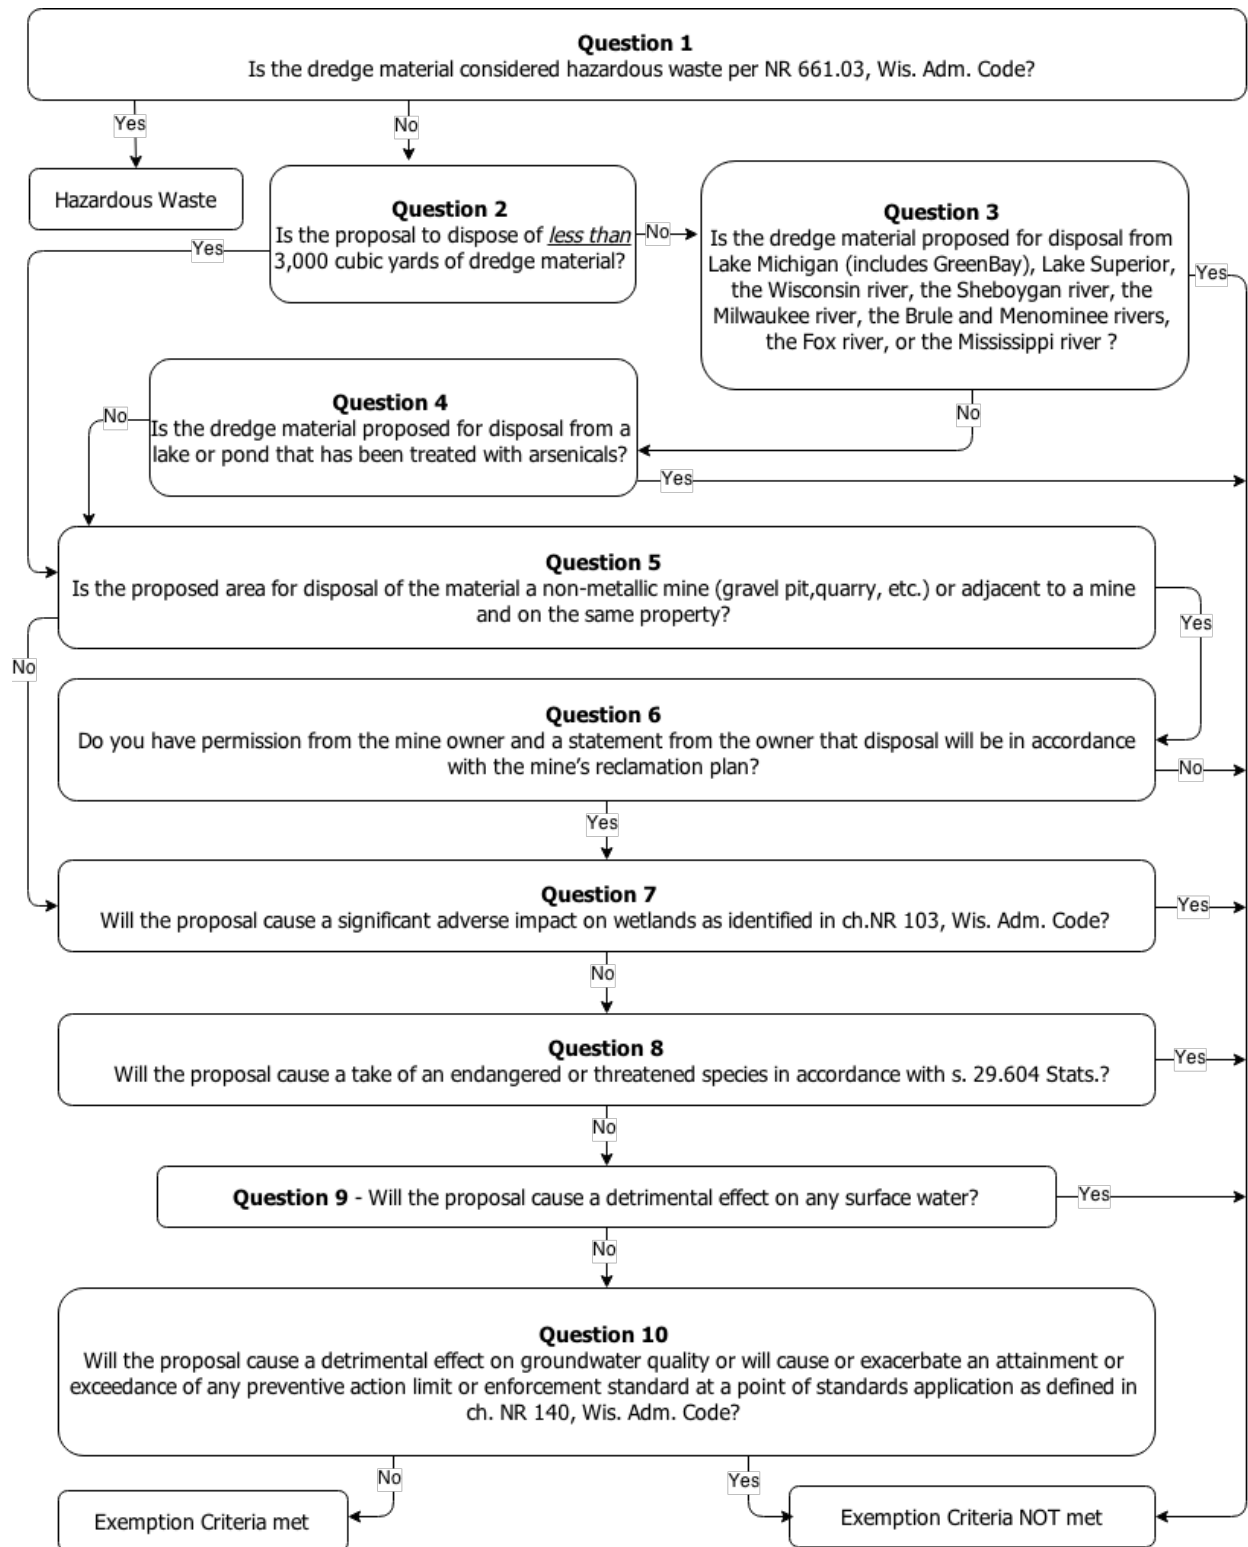 Question 1
Is the dredge material considered hazardous waste per NR 661.03, Wis. Adm. Code?
Yes
No
Hazardous Waste
Question 2
Is the proposal to dispose of less than
3,000 cubic yards of dredge material?
Yes
No
Question 3
Is the dredge material proposed for disposal from
Lake Michigan (includes GreenBay), Lake Superior,
the Wisconsin river, the Sheboygan river, the
Milwaukee river, the Brule and Menominee rivers,
the Fox river, or the Mississippi river ?
Yes
No
Question 4
Is the dredge material proposed for disposal from a
lake or pond that has been treated with arsenicals?
No
Yes
Question 5
Is the proposed area for disposal of the material a non-metallic mine (gravel pit,quarry, etc.) or adjacent to a mine
and on the same property?
Yes
No
Question 6
Do you have permission from the mine owner and a statement from the owner that disposal will be in accordance
with the mine’s reclamation plan?
No
Yes
Question 7
Will the proposal cause a significant adverse impact on wetlands as identified in ch.NR 103, Wis. Adm. Code?
Yes
No
Question 8
Will the proposal cause a take of an endangered or threatened species in accordance with s. 29.604 Stats.?
Yes
No
Question 9 - Will the proposal cause a detrimental effect on any surface water?
Yes
No
Question 10
Will the proposal cause a detrimental effect on groundwater quality or will cause or exacerbate an attainment or
exceedance of any preventive action limit or enforcement standard at a point of standards application as defined in
ch. NR 140, Wis. Adm. Code?
No
Yes
Exemption Criteria met
Exemption Criteria NOT met